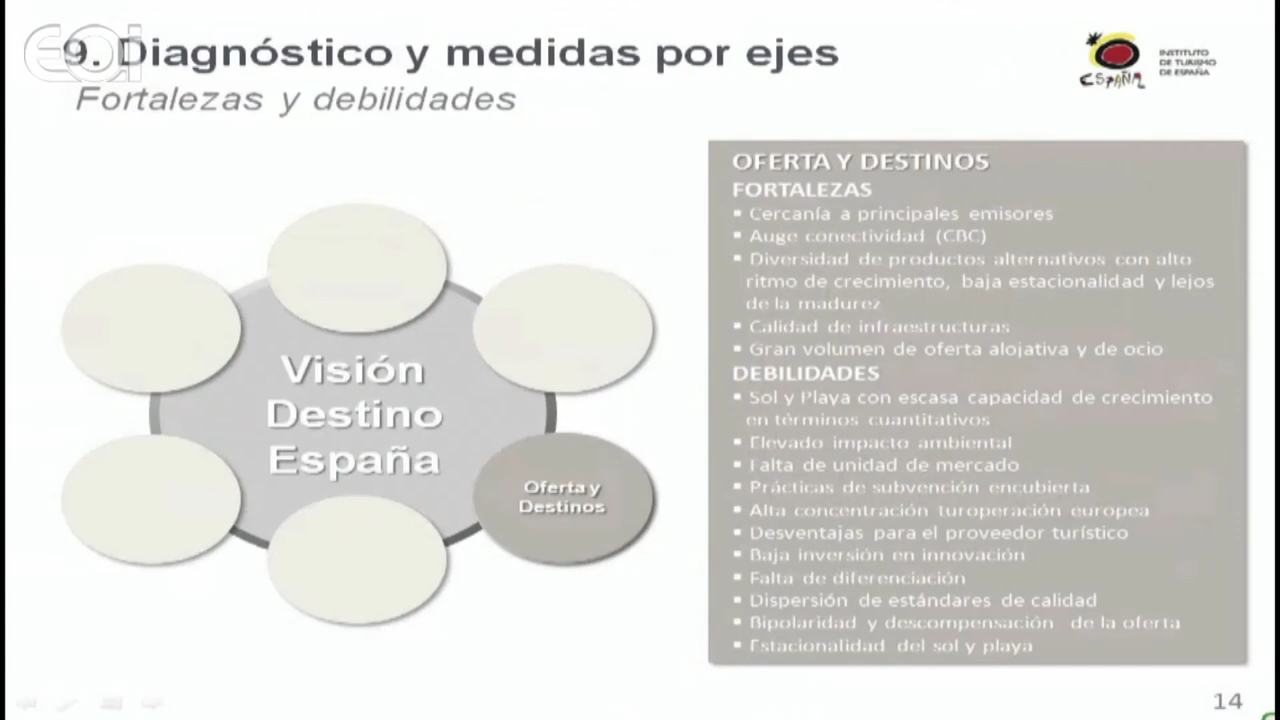 eoi
9. Diagnóstico y medidas por ejes
Fortalezas y debilidades
ESPAÑA
INSTITUTO
DE TURISMO
DE ESPAÑA
Visión
Destino
España
Oferta y
Destinos
OFERTA Y DESTINOS
FORTALEZAS
▪ Cercanía a principales emisores
▪ Auge conectividad (CBC)
▪ Diversidad de productos alternativos con alto
ritmo de crecimiento, baja estacionalidad y lejos
de la madurez
▪ Calidad de infraestructuras
▪ Gran volumen de oferta alojativa y de ocio
DEBILIDADES
▪ Sol y Playa con escasa capacidad de crecimiento
en términos cuantitativos
▪ Elevado impacto ambiental
▪ Falta de unidad de mercado
▪ Prácticas de subvención encubierta
▪ Alta concentración turoperación europea
▪ Desventajas para el proveedor turístico
▪ Baja inversión en innovación
▪ Falta de diferenciación
▪ Dispersión de estándares de calidad
▪ Bipolaridad y descompensación de la oferta
▪ Estacionalidad del sol y playa
14